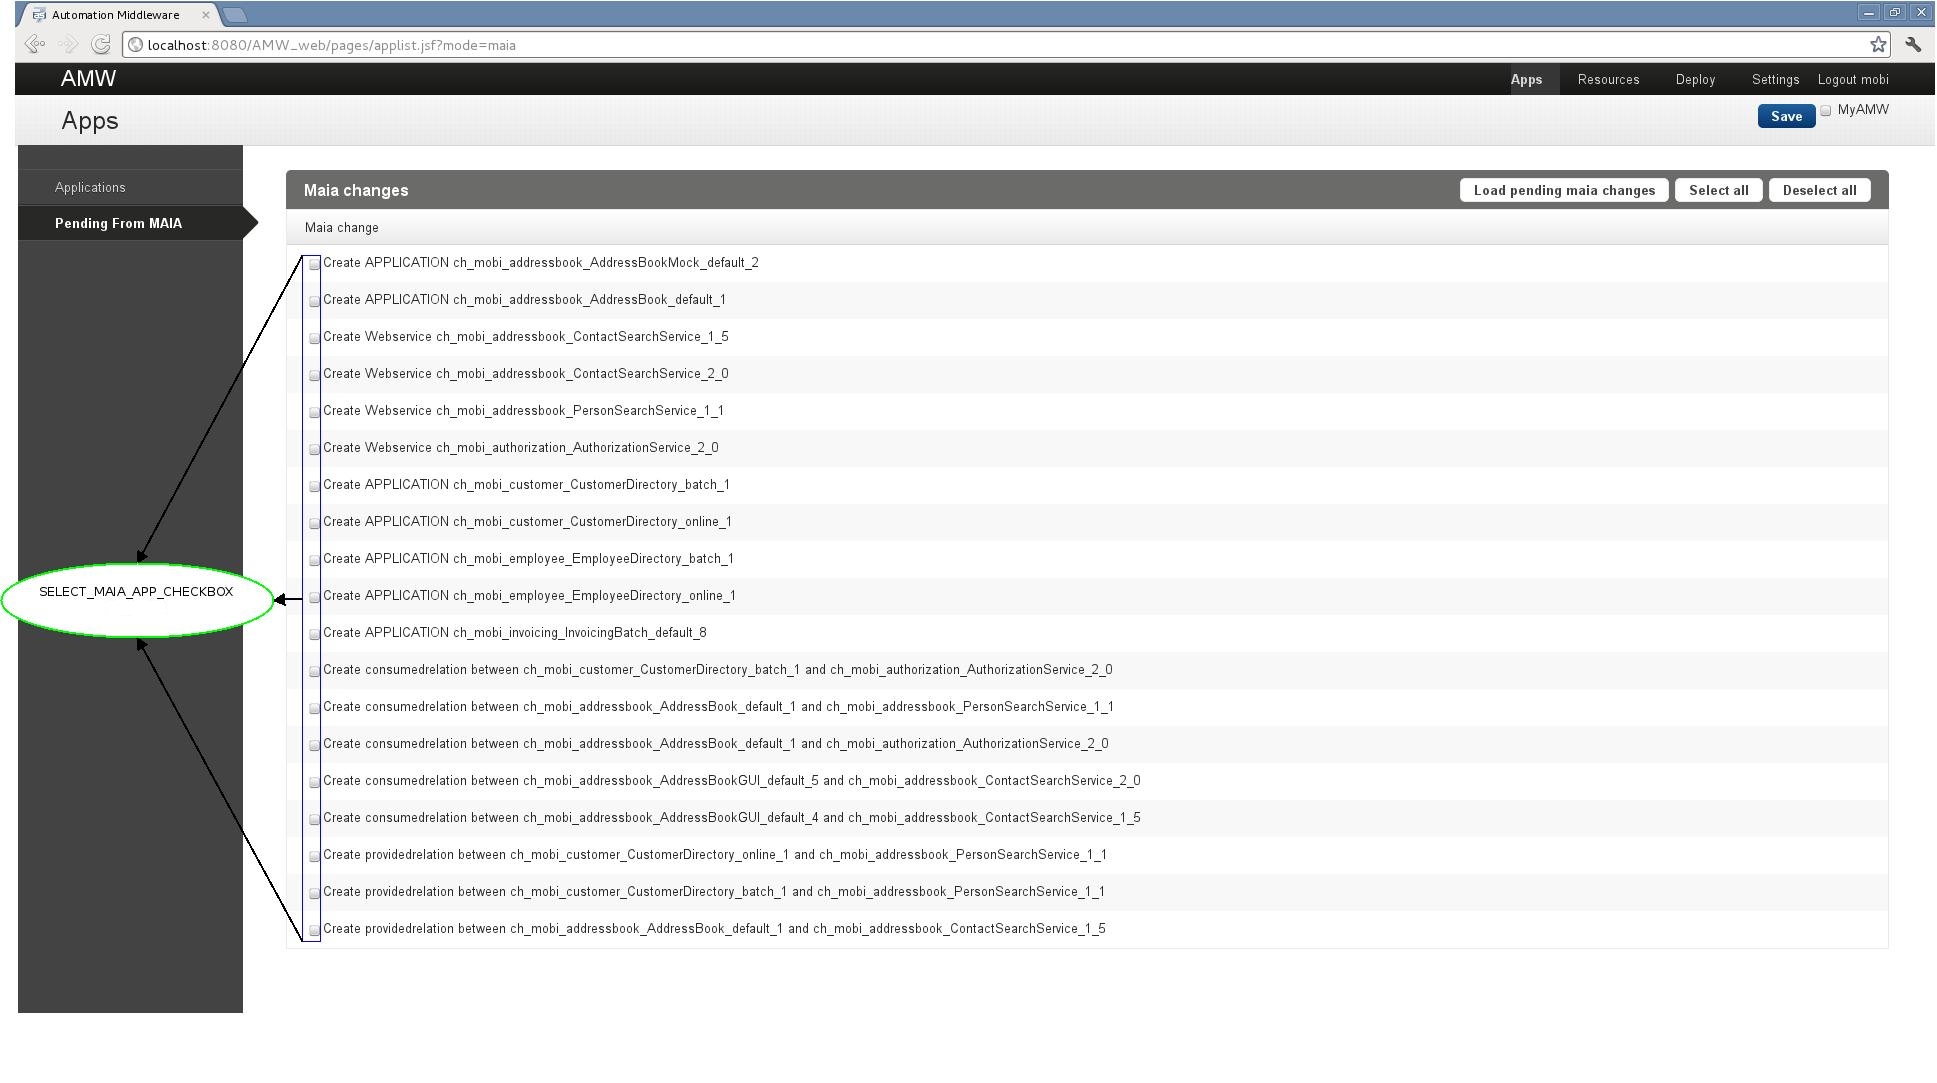 Automation Middleware
localhost:8080/AMW_web/pages/applist.jsf?mode=maia
AMW
Apps Resources Deploy Settings Logout mobi
Apps
Save MyAMW
Applications
Pending From MAIA
Maia changes
Load pending maia changes Select all Deselect all
Maia change
Create APPLICATION ch_mobi_addressbook_AddressBookMock_default_2
Create APPLICATION ch_mobi_addressbook_AddressBook_default_1
Create Webservice ch_mobi_addressbook_ContactSearchService_1_5
Create Webservice ch_mobi_addressbook_ContactSearchService_2_0
Create Webservice ch_mobi_addressbook_PersonSearchService_1_1
Create Webservice ch_mobi_authorization_AuthorizationService_2_0
Create APPLICATION ch_mobi_customer_CustomerDirectory_batch_1
Create APPLICATION ch_mobi_customer_CustomerDirectory_online_1
Create APPLICATION ch_mobi_employee_EmployeeDirectory_batch_1
SELECT_MAIA_APP_CHECKBOX
Create APPLICATION ch_mobi_employee_EmployeeDirectory_online_1
Create APPLICATION ch_mobi_invoicing_InvoicingBatch_default_8
Create consumedrelation between ch_mobi_customer_CustomerDirectory_batch_1 and ch_mobi_authorization_AuthorizationService_2_0
Create consumedrelation between ch_mobi_addressbook_AddressBook_default_1 and ch_mobi_addressbook_PersonSearchService_1_1
Create consumedrelation between ch_mobi_addressbook_AddressBook_default_1 and ch_mobi_authorization_AuthorizationService_2_0
Create consumedrelation between ch_mobi_addressbook_AddressBookGUI_default_5 and ch_mobi_addressbook_ContactSearchService_2_0
Create consumedrelation between ch_mobi_addressbook_AddressBookGUI_default_4 and ch_mobi_addressbook_ContactSearchService_1_5
Create providedrelation between ch_mobi_customer_CustomerDirectory_online_1 and ch_mobi_addressbook_PersonSearchService_1_1
Create providedrelation between ch_mobi_customer_CustomerDirectory_batch_1 and ch_mobi_addressbook_PersonSearchService_1_1
Create providedrelation between ch_mobi_addressbook_AddressBook_default_1 and ch_mobi_addressbook_ContactSearchService_1_5